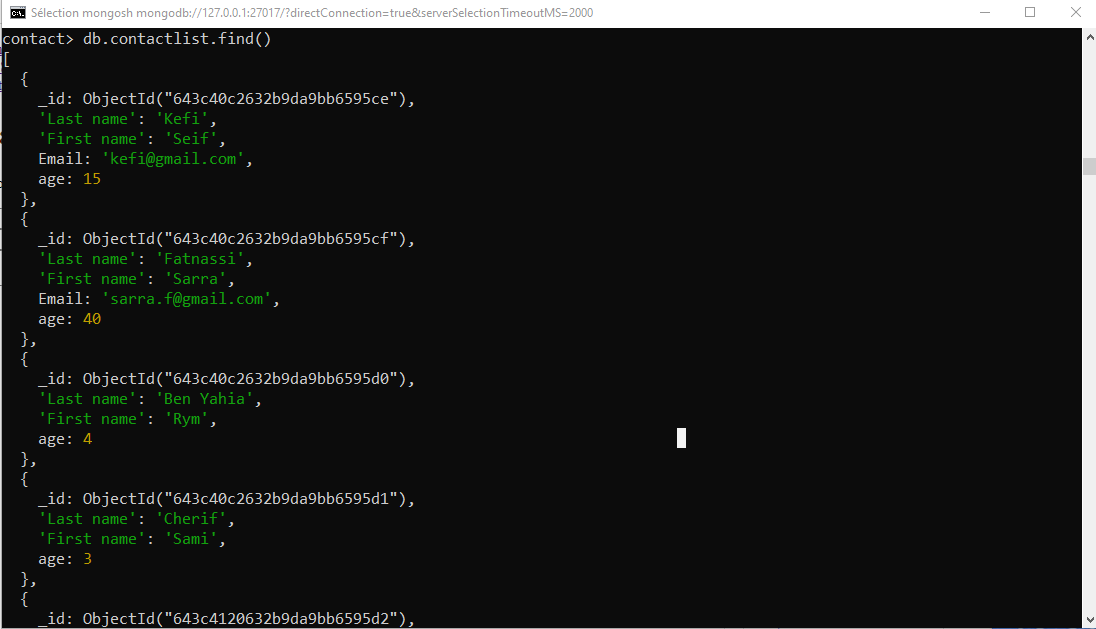 Sélection mongosh mongodb://127.0.0.1:27017/?directConnection=true&serverSelectionTimeoutMS=2000
contact> db.contactlist.find()
[
  {
    _id: ObjectId("643c40c2632b9da9bb6595ce"),
    'Last name': 'Kefi',
    'First name': 'Seif',
    Email: 'kefi@gmail.com',
    age: 15
  },
  {
    _id: ObjectId("643c40c2632b9da9bb6595cf"),
    'Last name': 'Fatnassi',
    'First name': 'Sarra',
    Email: 'sarra.f@gmail.com',
    age: 40
  },
  {
    _id: ObjectId("643c40c2632b9da9bb6595d0"),
    'Last name': 'Ben Yahia',
    'First name': 'Rym',
    age: 4
  },
  {
    _id: ObjectId("643c40c2632b9da9bb6595d1"),
    'Last name': 'Cherif',
    'First name': 'Sami',
    age: 3
  },
  {
    _id: ObjectId("643c4120632b9da9bb6595d2"),